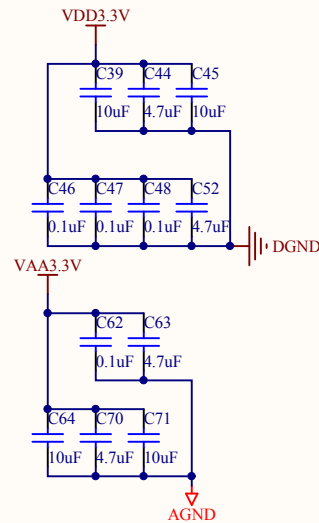 VDD3.3V
C39 C44 C45
10uF 4.7uF 10uF
C46 C47 C48 C52
0.1uF 0.1uF 0.1uF 4.7uF
DGND
VAA3.3V
C62 C63
0.1uF 4.7uF
C64 C70 C71
10uF 4.7uF 10uF
AGND